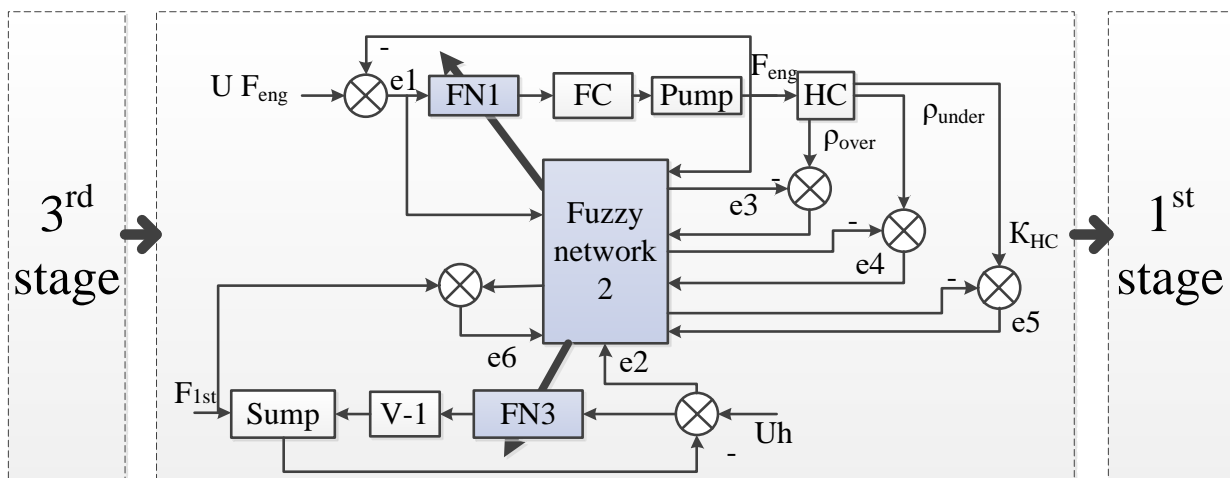 3rd
stage
U Feng
-
e1
FN1
FC
Pump
Feng
HC
ρunder
ρover
-
e3
Fuzzy
network
2
-
e4
KHC
-
e5
e6
e2
F1st
Sump
V-1
FN3
Uh
-
1st
stage